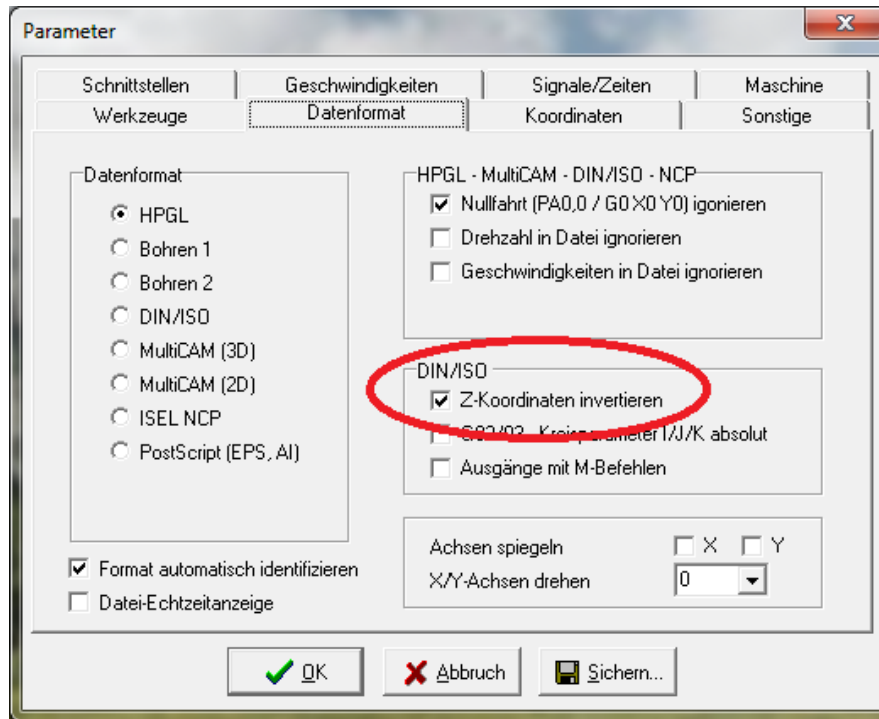 Parameter
Schnittstellen Geschwindigkeiten Signale/Zeiten Maschine
Werkzeuge Datenformat Koordinaten Sonstige
Datenformat
HPGL
Bohren 1
Bohren 2
DIN/ISO
MultiCAM (3D)
MultiCAM (2D)
ISEL NCP
PostScript (EPS, AI)
Format automatisch identifizieren
Datei-Echtzeitanzeige
HPGL - MultiCAM - DIN/ISO - NCP
Nullfahrt (PA0,0 / G0 X0 Y0) igonieren
Drehzahl in Datei ignorieren
Geschwindigkeiten in Datei ignorieren
DIN/ISO
Z-Koordinaten invertieren
G02/03 - Kreisparameter I/J/K absolut
Ausgänge mit M-Befehlen
Achsen spiegeln X Y
X/Y-Achsen drehen 0
OK Abbruch Sichern...